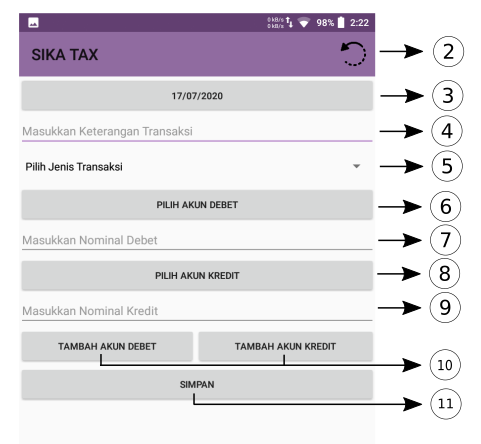 0 kB/s
0 kB/s
98%
2:22
SIKA TAX
2
17/07/2020
3
Masukkan Keterangan Transaksi
4
Pilih Jenis Transaksi
5
PILIH AKUN DEBET
6
Masukkan Nominal Debet
7
PILIH AKUN KREDIT
8
Masukkan Nominal Kredit
9
TAMBAH AKUN DEBET
TAMBAH AKUN KREDIT
10
SIMPAN
11